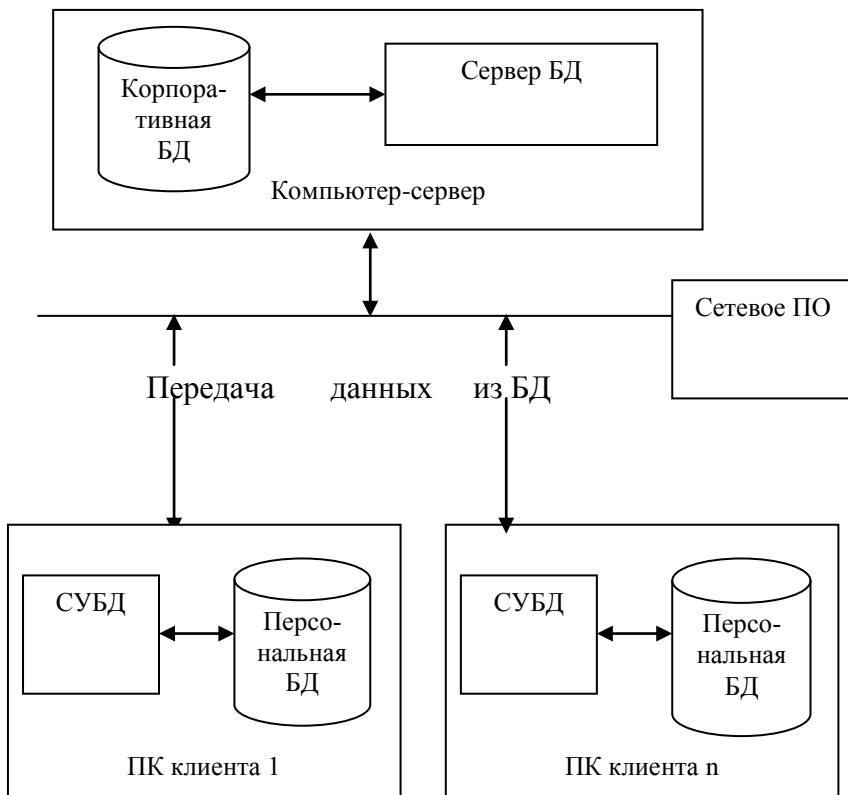 Корпора-
тивная
БД
Сервер БД
Компьютер-сервер
Сетевое ПО
Передача данных из БД
СУБД
Персо-
нальная
БД
ПК клиента 1
СУБД
Персо-
нальная
БД
ПК клиента n